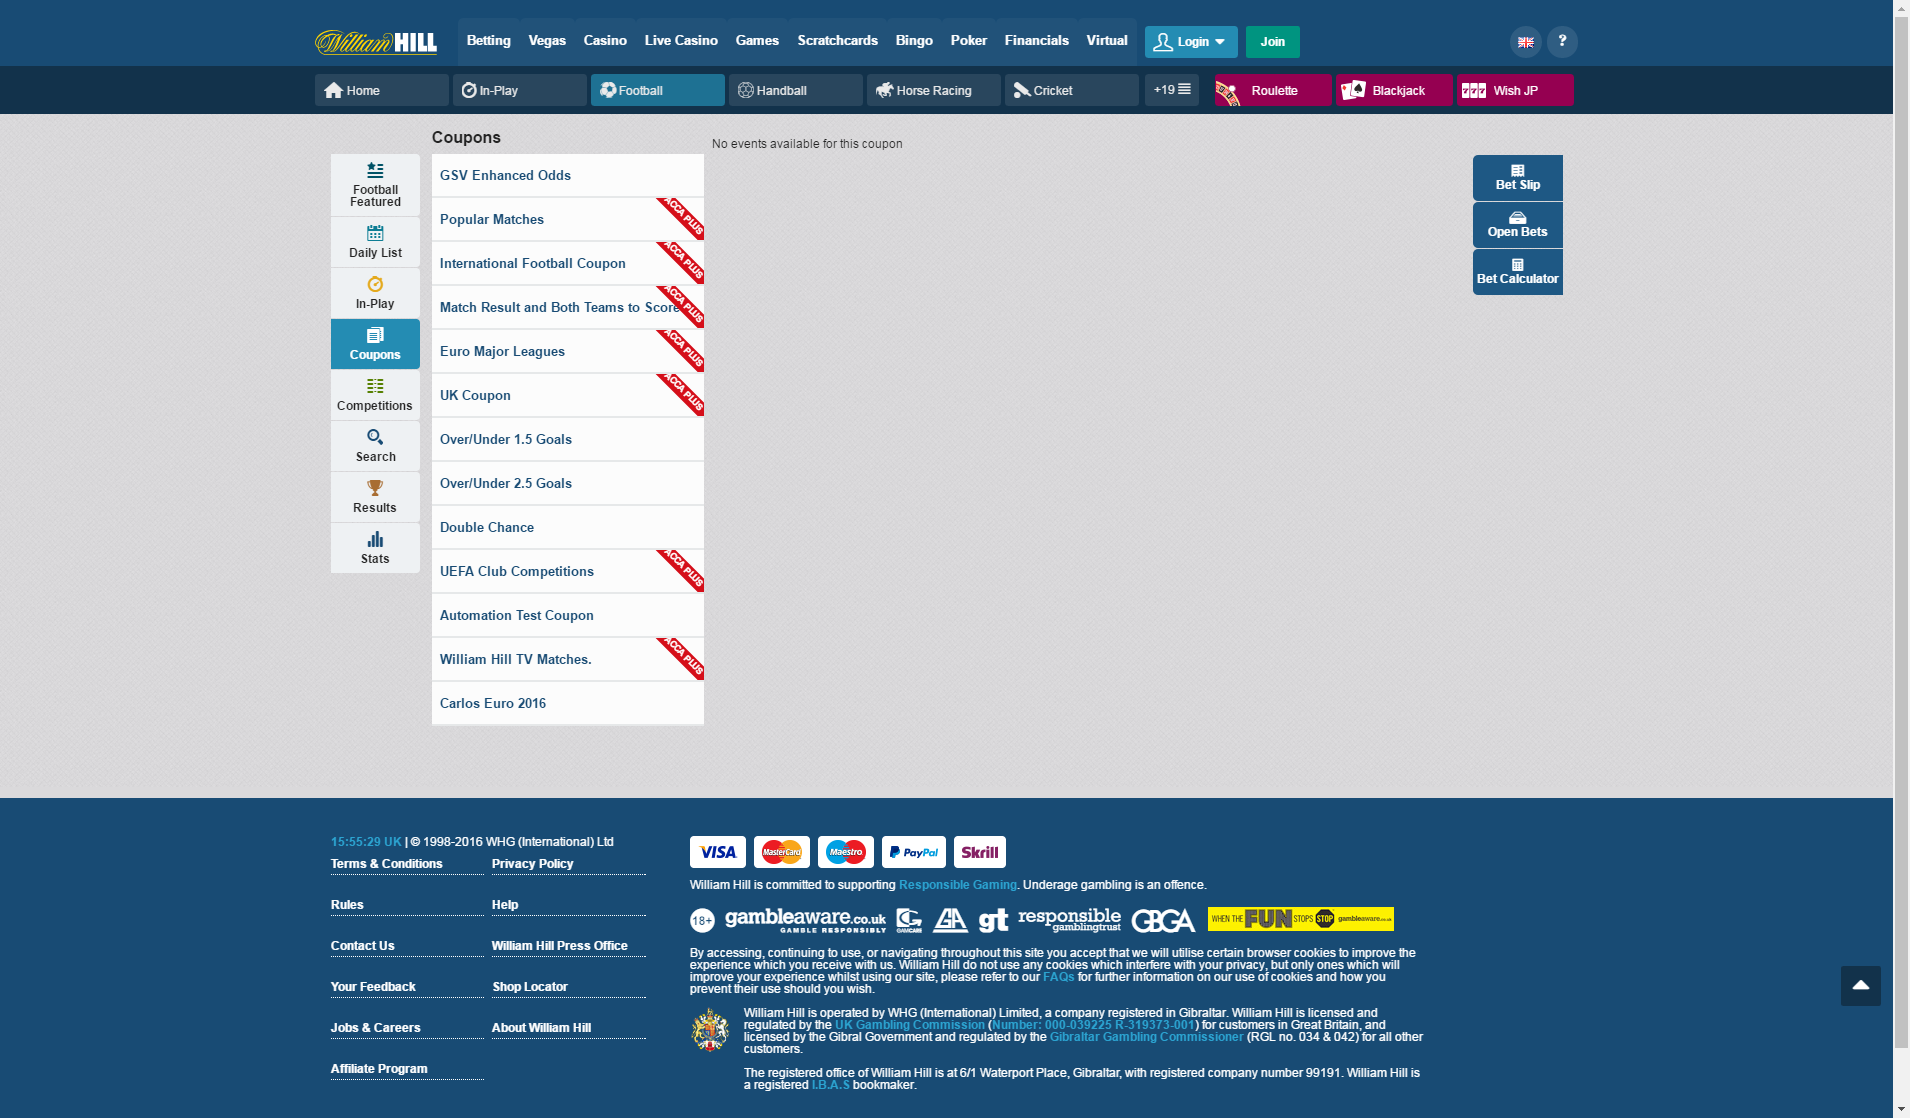 William HILL
Betting
Vegas
Casino
Live Casino
Games
Scratchcards
Bingo
Poker
Financials
Virtual
Login
Join
?
Home
In-Play
Football
Handball
Horse Racing
Cricket
+19
Roulette
Blackjack
777
Wish JP
Football
Featured
Daily List
In-Play
Coupons
Competitions
Search
Results
Stats
Coupons
GSV Enhanced Odds
Popular Matches
ACCA PLUS
International Football Coupon
ACCA PLUS
Match Result and Both Teams to Score
ACCA PLUS
Euro Major Leagues
ACCA PLUS
UK Coupon
ACCA PLUS
Over/Under 1.5 Goals
Over/Under 2.5 Goals
Double Chance
UEFA Club Competitions
ACCA PLUS
Automation Test Coupon
William Hill TV Matches.
ACCA PLUS
Carlos Euro 2016
No events available for this coupon
Bet Slip
Open Bets
Bet Calculator
15:55:29 UK | © 1998-2016 WHG (International) Ltd
Terms & Conditions
Privacy Policy
Rules
Help
Contact Us
William Hill Press Office
Your Feedback
Shop Locator
Jobs & Careers
About William Hill
Affiliate Program
VISA
MasterCard
Maestro
PayPal
Skrill
William Hill is committed to supporting Responsible Gaming. Underage gambling is an offence.
18+
gambleaware.co.uk
GAMBLE RESPONSIBLY
GAMCARE
GA
gt
responsible
gamblingtrust
GBGA
WHEN THE FUN STOPS STOP gambleaware.co.uk
By accessing, continuing to use, or navigating throughout this site you accept that we will utilise certain browser cookies to improve the
experience which you receive with us. William Hill do not use any cookies which interfere with your privacy, but only ones which will
improve your experience whilst using our site, please refer to our FAQs for further information on our use of cookies and how you
prevent their use should you wish.
William Hill is operated by WHG (International) Limited, a company registered in Gibraltar. William Hill is licensed and
regulated by the UK Gambling Commission (Number: 000-039225 R-319373-001) for customers in Great Britain, and
licensed by the Gibral Government and regulated by the Gibraltar Gambling Commissioner (RGL no. 034 & 042) for all other
customers.
The registered office of William Hill is at 6/1 Waterport Place, Gibraltar, with registered company number 99191. William Hill is
a registered I.B.A.S bookmaker.